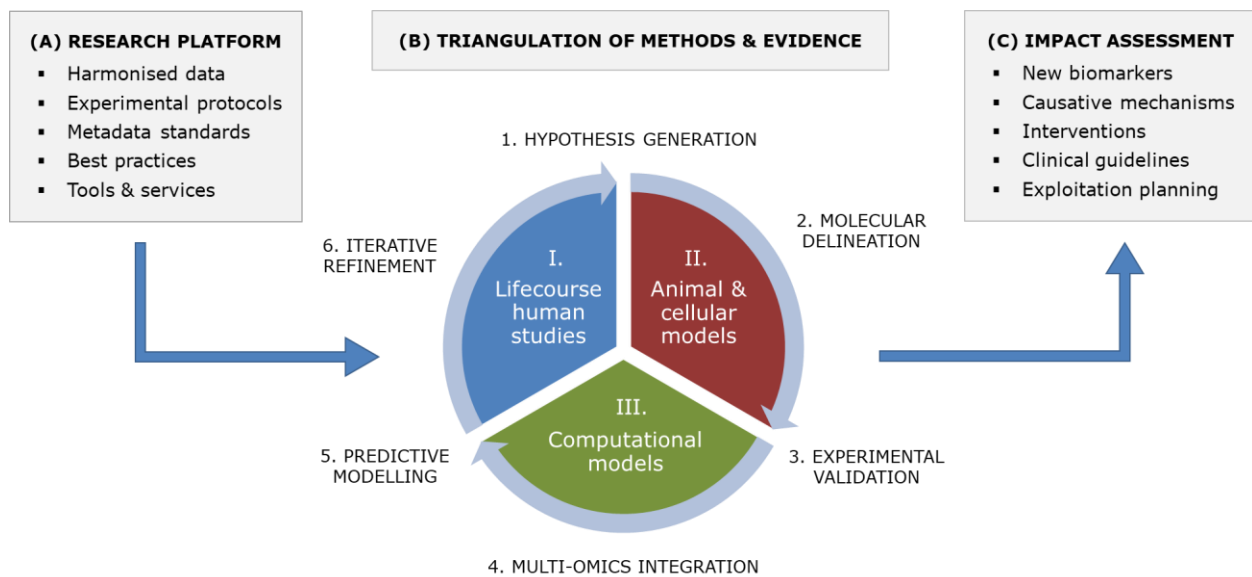 (A) RESEARCH PLATFORM
▪ Harmonised data
▪ Experimental protocols
▪ Metadata standards
▪ Best practices
▪ Tools & services
(B) TRIANGULATION OF METHODS & EVIDENCE
(C) IMPACT ASSESSMENT
▪ New biomarkers
▪ Causative mechanisms
▪ Interventions
▪ Clinical guidelines
▪ Exploitation planning
1. HYPOTHESIS GENERATION
2. MOLECULAR
DELINEATION
3. EXPERIMENTAL
VALIDATION
4. MULTI-OMICS INTEGRATION
5. PREDICTIVE
MODELLING
6. ITERATIVE
REFINEMENT
I.
Lifecourse
human
studies
II.
Animal &
cellular
models
III.
Computational
models